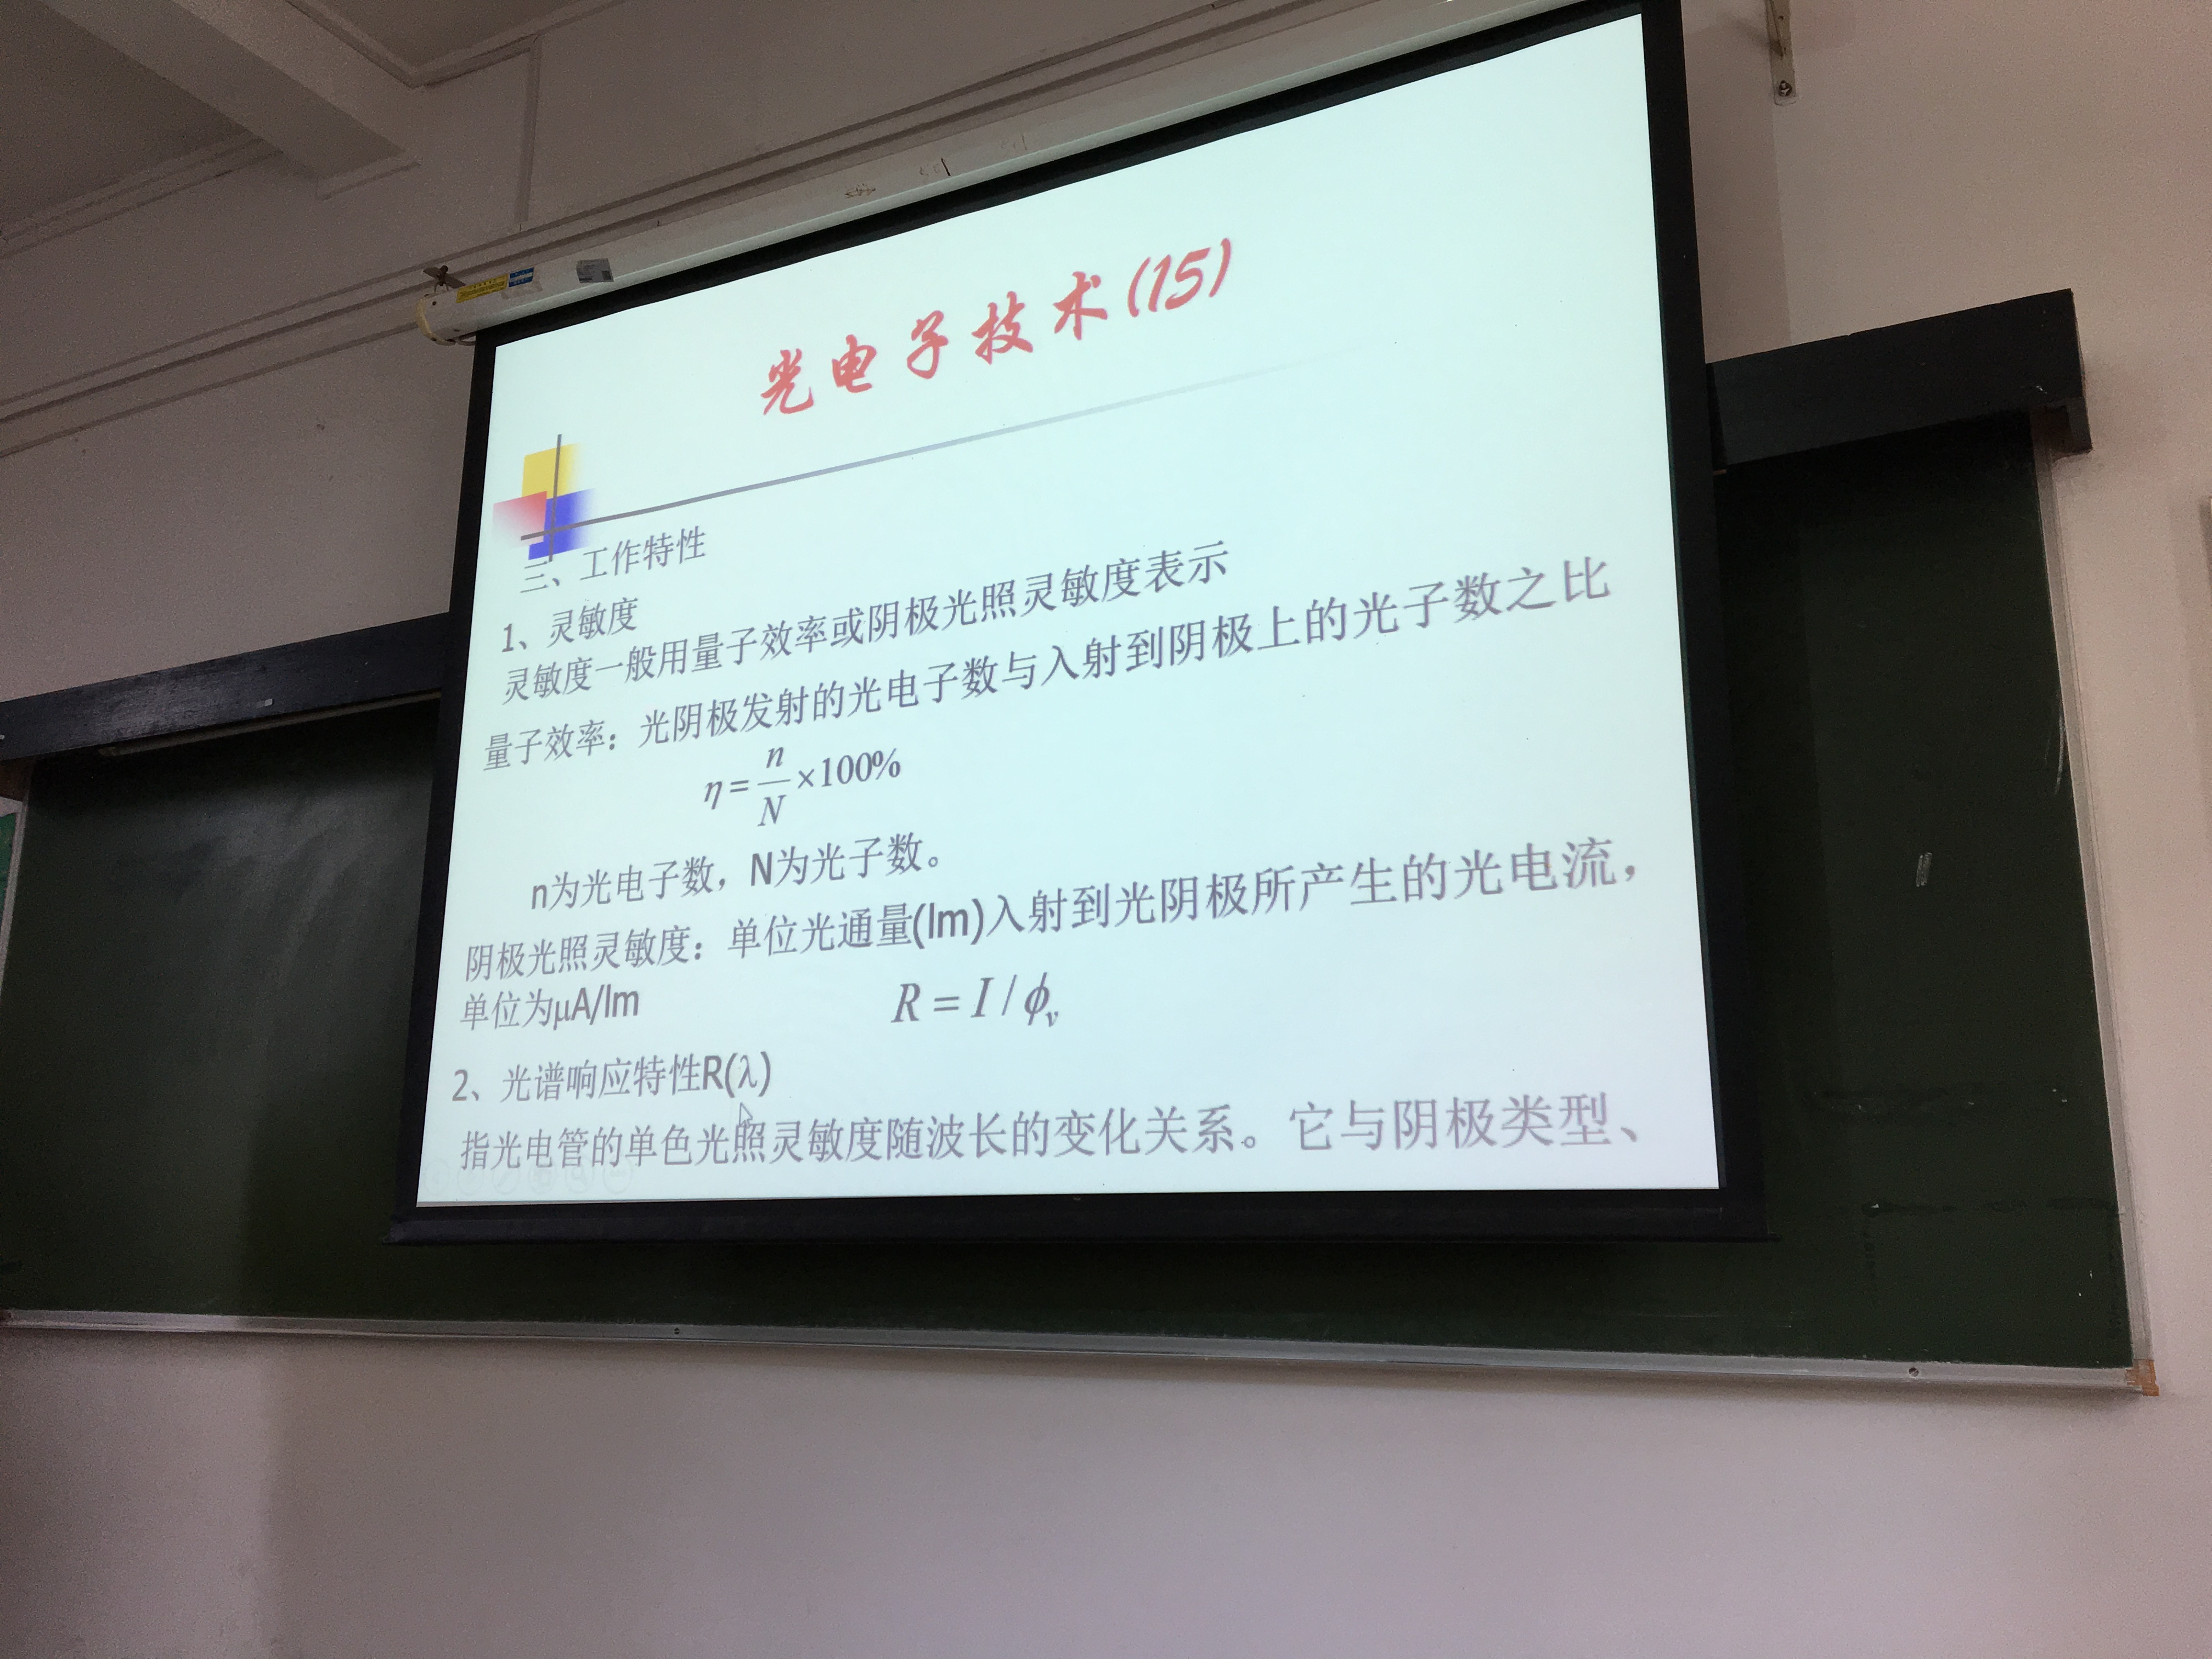 光电子技术(15)
三、工作特性
1、灵敏度
灵敏度一般用量子效率或阴极光照灵敏度表示
量子效率：光阴极发射的光电子数与入射到阴极上的光子数之比
η = n/N ×100%
n为光电子数，N为光子数。
阴极光照灵敏度：单位光通量(lm)入射到光阴极所产生的光电流，
单位为μA/lm R = I / ϕv
2、光谱响应特性R(λ)
指光电管的单色光照灵敏度随波长的变化关系。它与阴极类型、